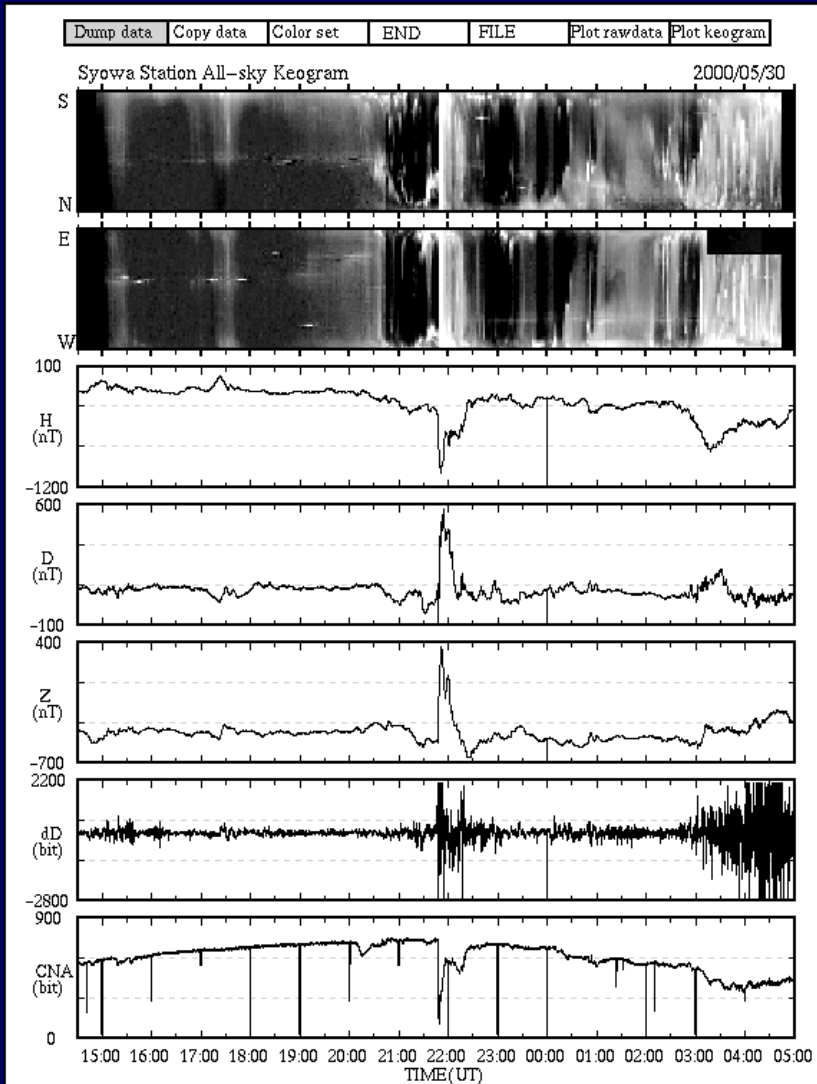 Dump data Copy data Color set END FILE Plot rawdata Plot keogram
Syowa Station All-sky Keogram 2000/05/30
S
N
E
W
100
H
(nT)
-1200
600
D
(nT)
-100
400
Z
(nT)
-700
2200
dD
(bit)
-2800
900
CNA
(bit)
0
15:00 16:00 17:00 18:00 19:00 20:00 21:00 22:00 23:00 00:00 01:00 02:00 03:00 04:00 05:00
TIME(UT)